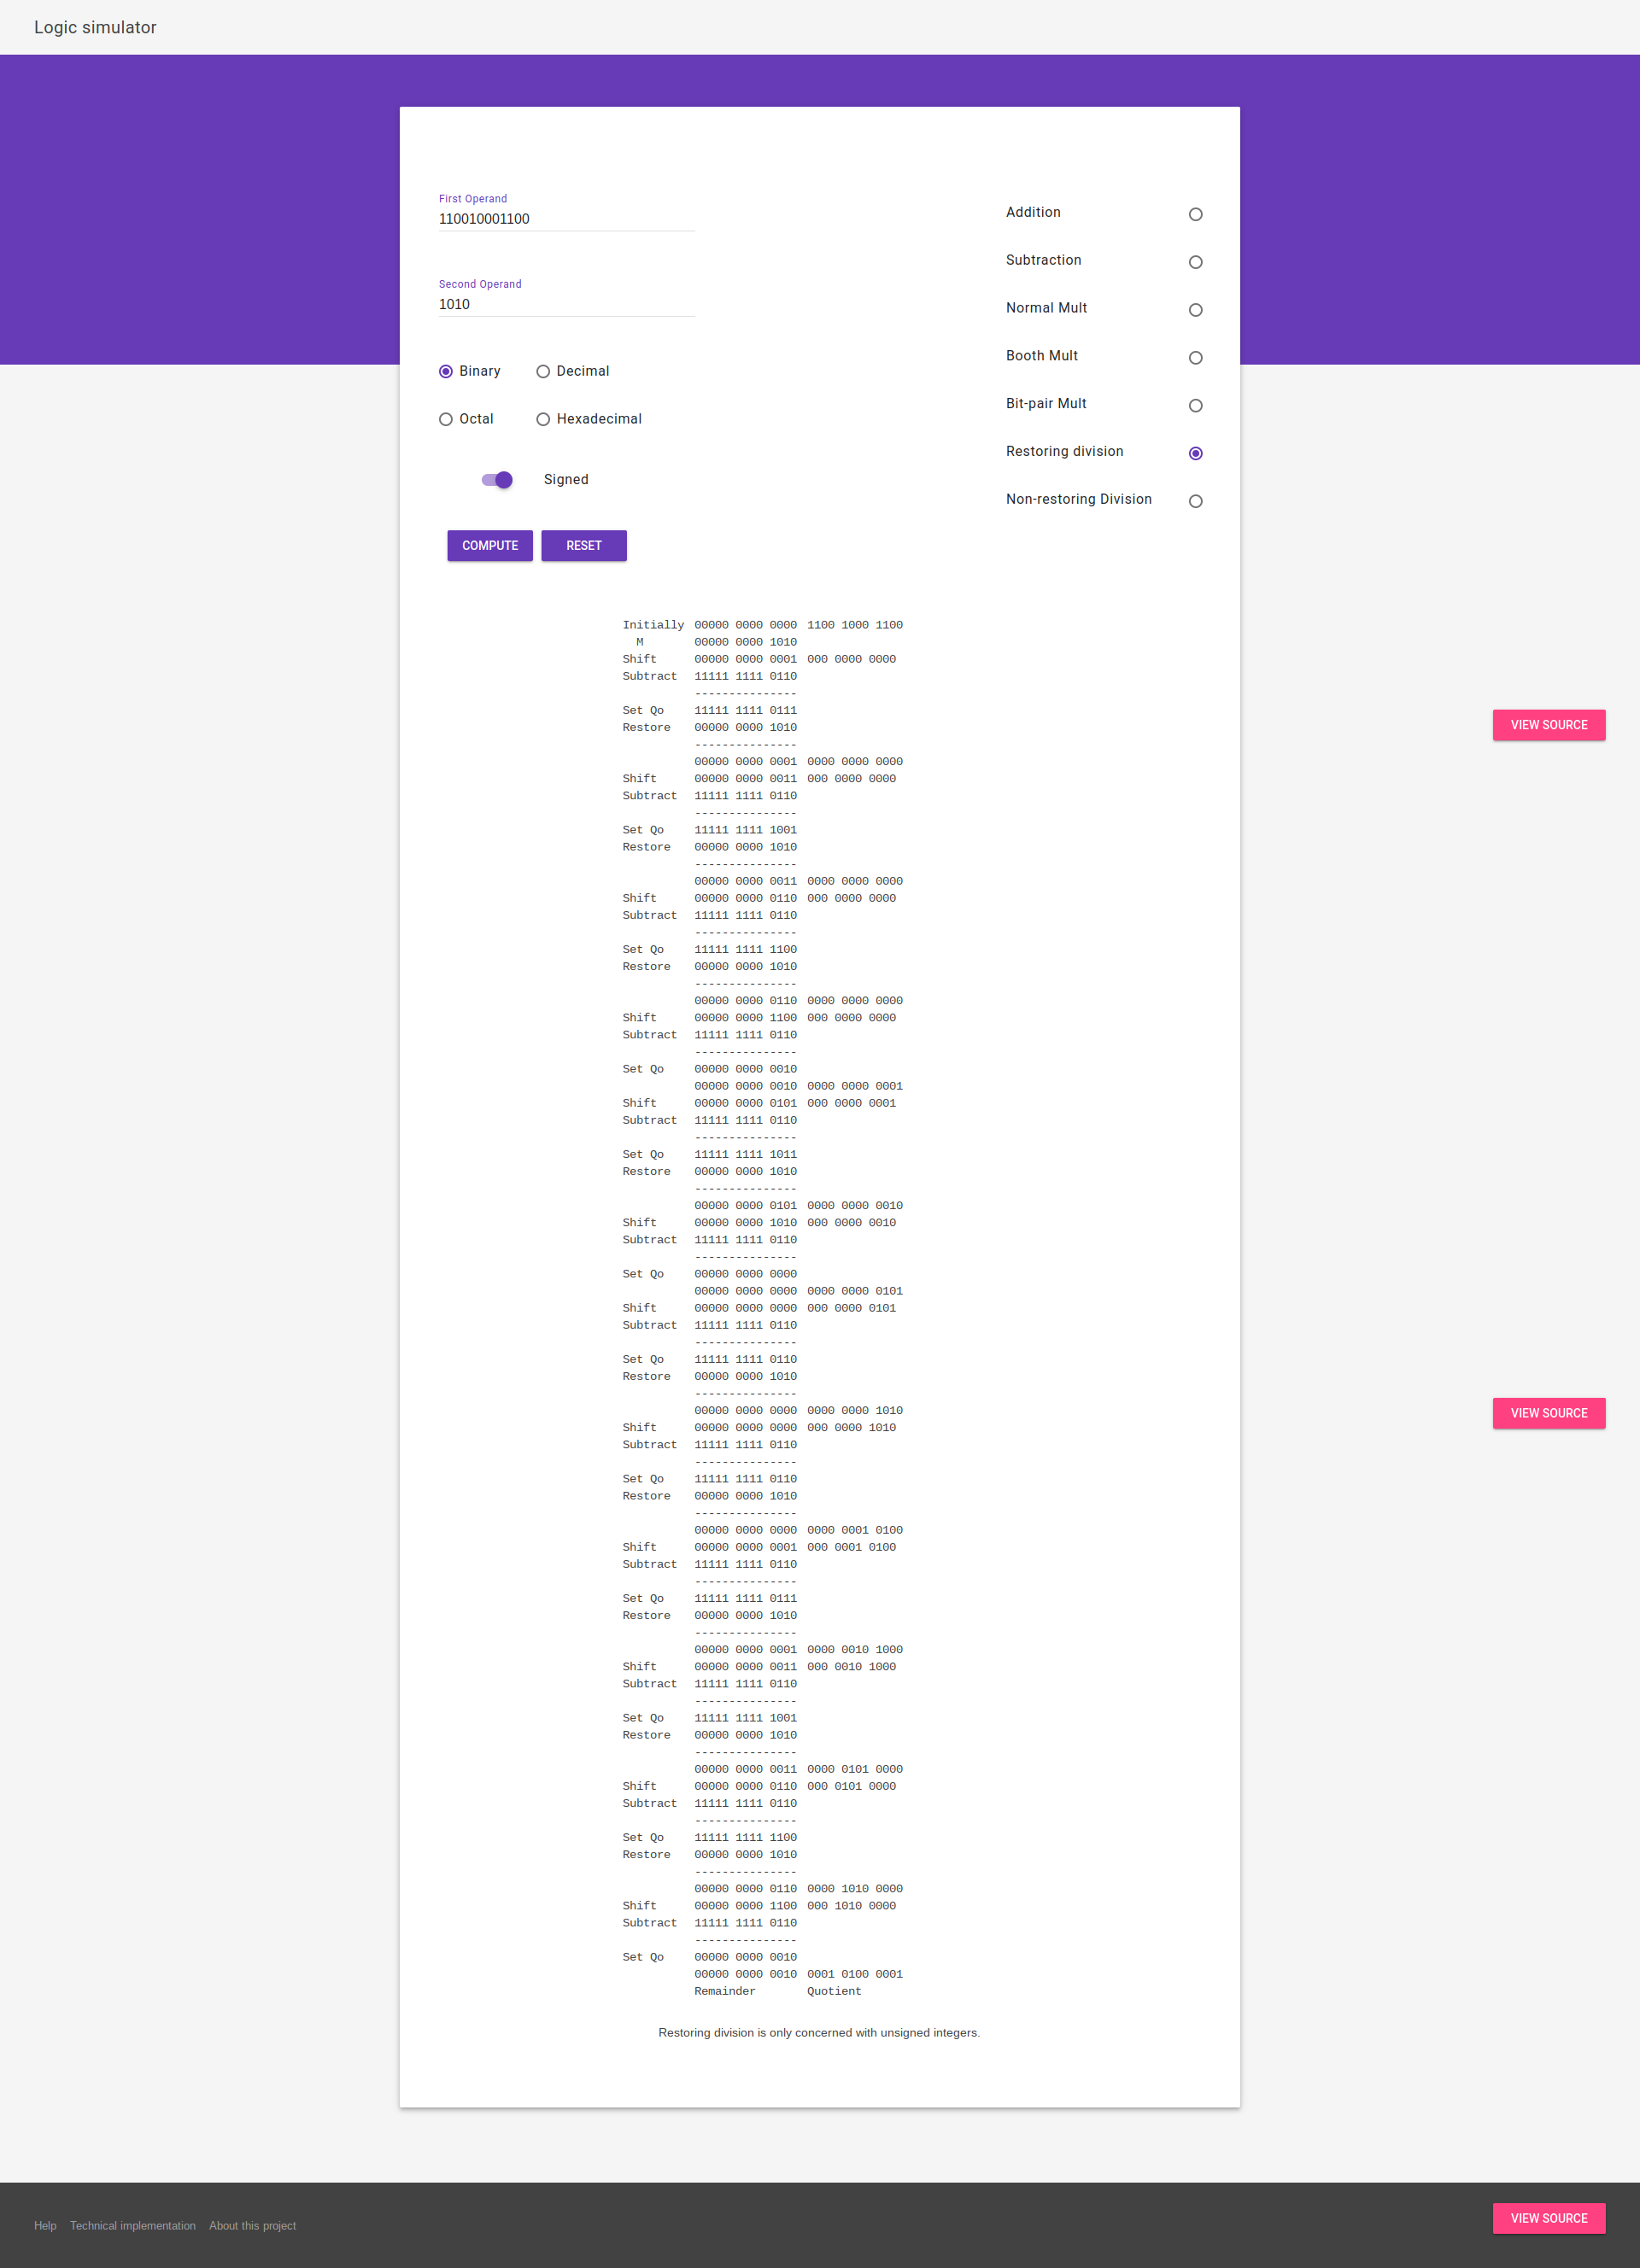 Logic simulator
First Operand
110010001100
Second Operand
1010
Binary Decimal
Octal Hexadecimal
Signed
COMPUTE RESET
Addition
Subtraction
Normal Mult
Booth Mult
Bit-pair Mult
Restoring division
Non-restoring Division
Initially 00000 0000 0000 1100 1000 1100
M 00000 0000 1010
Shift 00000 0000 0001 000 0000 0000
Subtract 11111 1111 0110
---------------
Set Qo 11111 1111 0111
Restore 00000 0000 1010
---------------
00000 0000 0001 0000 0000 0000
Shift 00000 0000 0011 000 0000 0000
Subtract 11111 1111 0110
---------------
Set Qo 11111 1111 1001
Restore 00000 0000 1010
---------------
00000 0000 0011 0000 0000 0000
Shift 00000 0000 0110 000 0000 0000
Subtract 11111 1111 0110
---------------
Set Qo 11111 1111 1100
Restore 00000 0000 1010
---------------
00000 0000 0110 0000 0000 0000
Shift 00000 0000 1100 000 0000 0000
Subtract 11111 1111 0110
---------------
Set Qo 00000 0000 0010
00000 0000 0010 0000 0000 0001
Shift 00000 0000 0101 000 0000 0001
Subtract 11111 1111 0110
---------------
Set Qo 11111 1111 1011
Restore 00000 0000 1010
---------------
00000 0000 0101 0000 0000 0010
Shift 00000 0000 1010 000 0000 0010
Subtract 11111 1111 0110
---------------
Set Qo 00000 0000 0000
00000 0000 0000 0000 0000 0101
Shift 00000 0000 0000 000 0000 0101
Subtract 11111 1111 0110
---------------
Set Qo 11111 1111 0110
Restore 00000 0000 1010
---------------
00000 0000 0000 0000 0000 1010
Shift 00000 0000 0000 000 0000 1010
Subtract 11111 1111 0110
---------------
Set Qo 11111 1111 0110
Restore 00000 0000 1010
---------------
00000 0000 0000 0000 0001 0100
Shift 00000 0000 0001 000 0001 0100
Subtract 11111 1111 0110
---------------
Set Qo 11111 1111 0111
Restore 00000 0000 1010
---------------
00000 0000 0001 0000 0010 1000
Shift 00000 0000 0011 000 0010 1000
Subtract 11111 1111 0110
---------------
Set Qo 11111 1111 1001
Restore 00000 0000 1010
---------------
00000 0000 0011 0000 0101 0000
Shift 00000 0000 0110 000 0101 0000
Subtract 11111 1111 0110
---------------
Set Qo 11111 1111 1100
Restore 00000 0000 1010
---------------
00000 0000 0110 0000 1010 0000
Shift 00000 0000 1100 000 1010 0000
Subtract 11111 1111 0110
---------------
Set Qo 00000 0000 0010
00000 0000 0010 0001 0100 0001
Remainder Quotient
Restoring division is only concerned with unsigned integers.
VIEW SOURCE
VIEW SOURCE
Help Technical implementation About this project
VIEW SOURCE